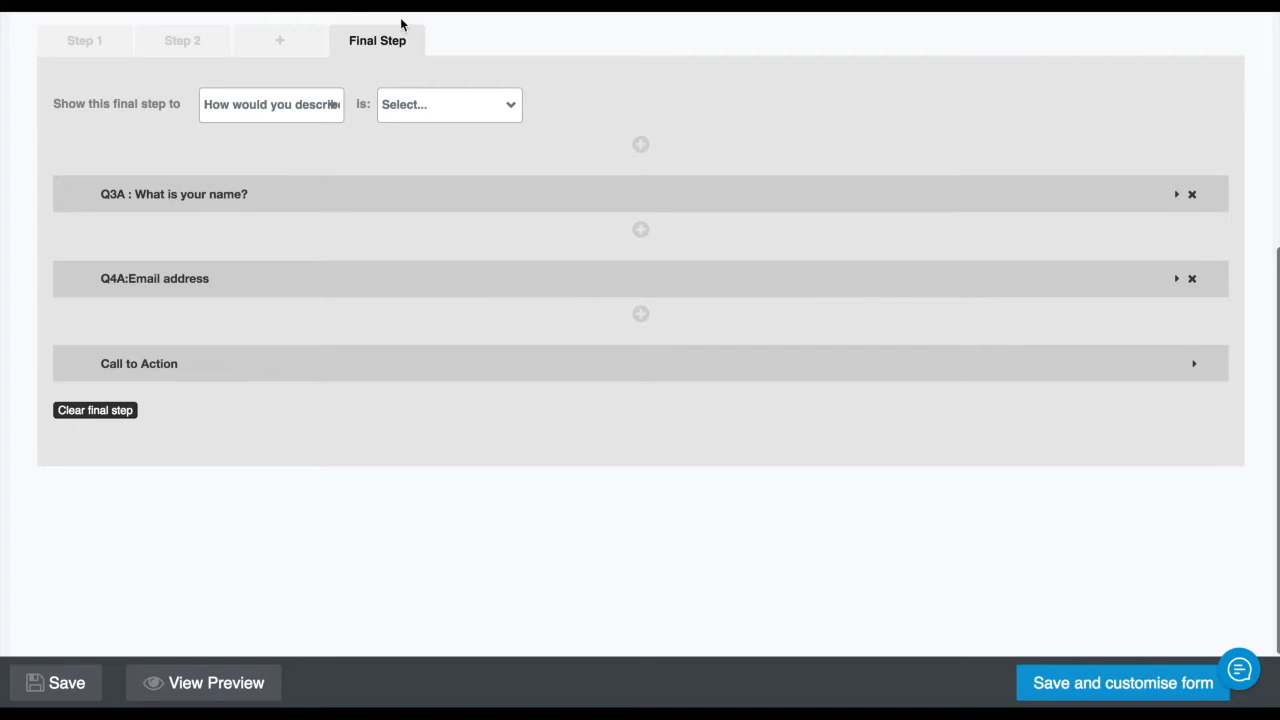 Step 1
Step 2
+
Final Step
Show this final step to
How would you describe
is:
Select...
Q3A : What is your name?
Q4A:Email address
Call to Action
Clear final step
Save
View Preview
Save and customise form